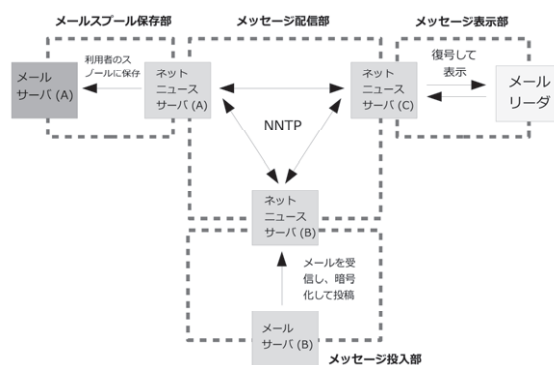 メールスプール保存部
メッセージ配信部
メッセージ表示部
メール
サーバ (A)
利用者のス
プールに保存
ネット
ニュース
サーバ (A)
NNTP
ネット
ニュース
サーバ (C)
復号して
表示
メール
リーダ
ネット
ニュース
サーバ (B)
メールを受
信し、暗号
化して投稿
メール
サーバ (B)
メッセージ投入部